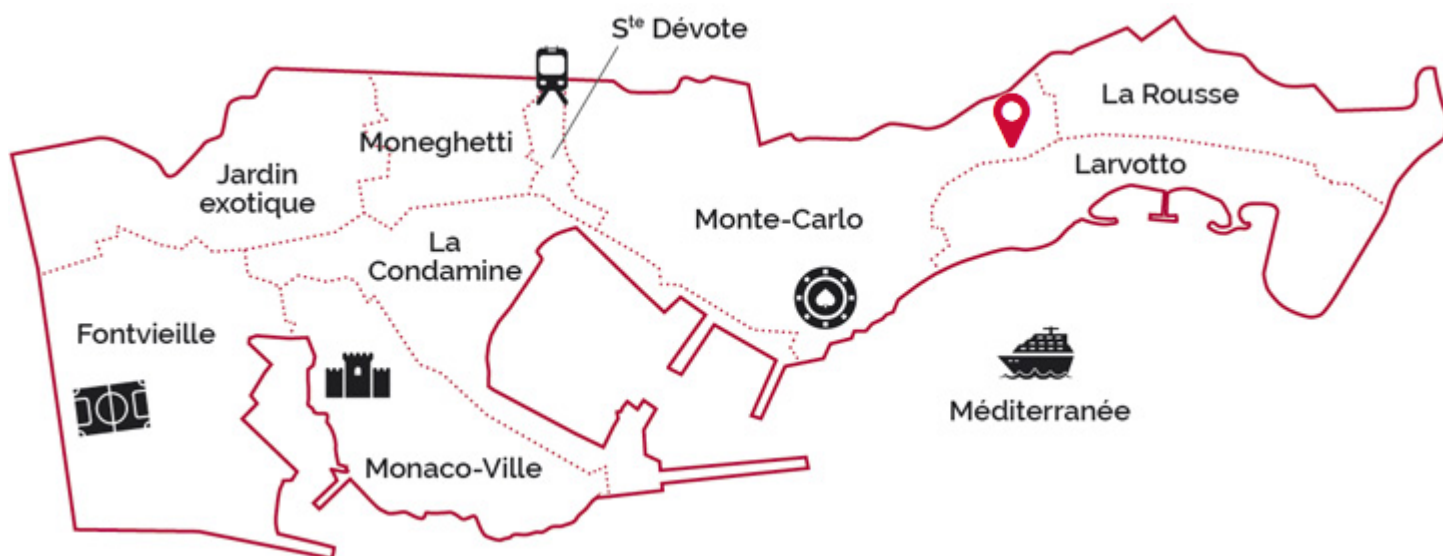 Sᵗᵉ Dévote
La Rousse
Moneghetti
Larvotto
Jardin
exotique
Monte-Carlo
La
Condamine
Fontvieille
Méditerranée
Monaco-Ville